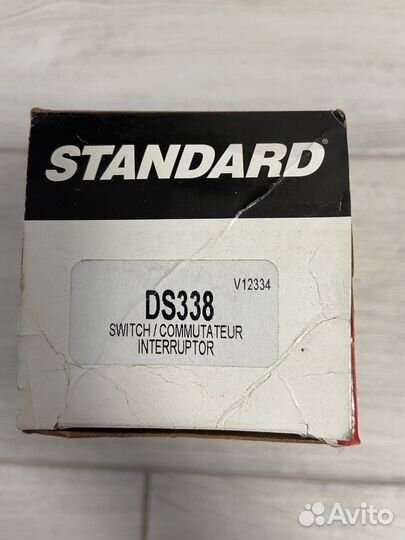 STANDARD®
V12334
DS338
SWITCH / COMMUTATEUR
INTERRUPTOR
Avito